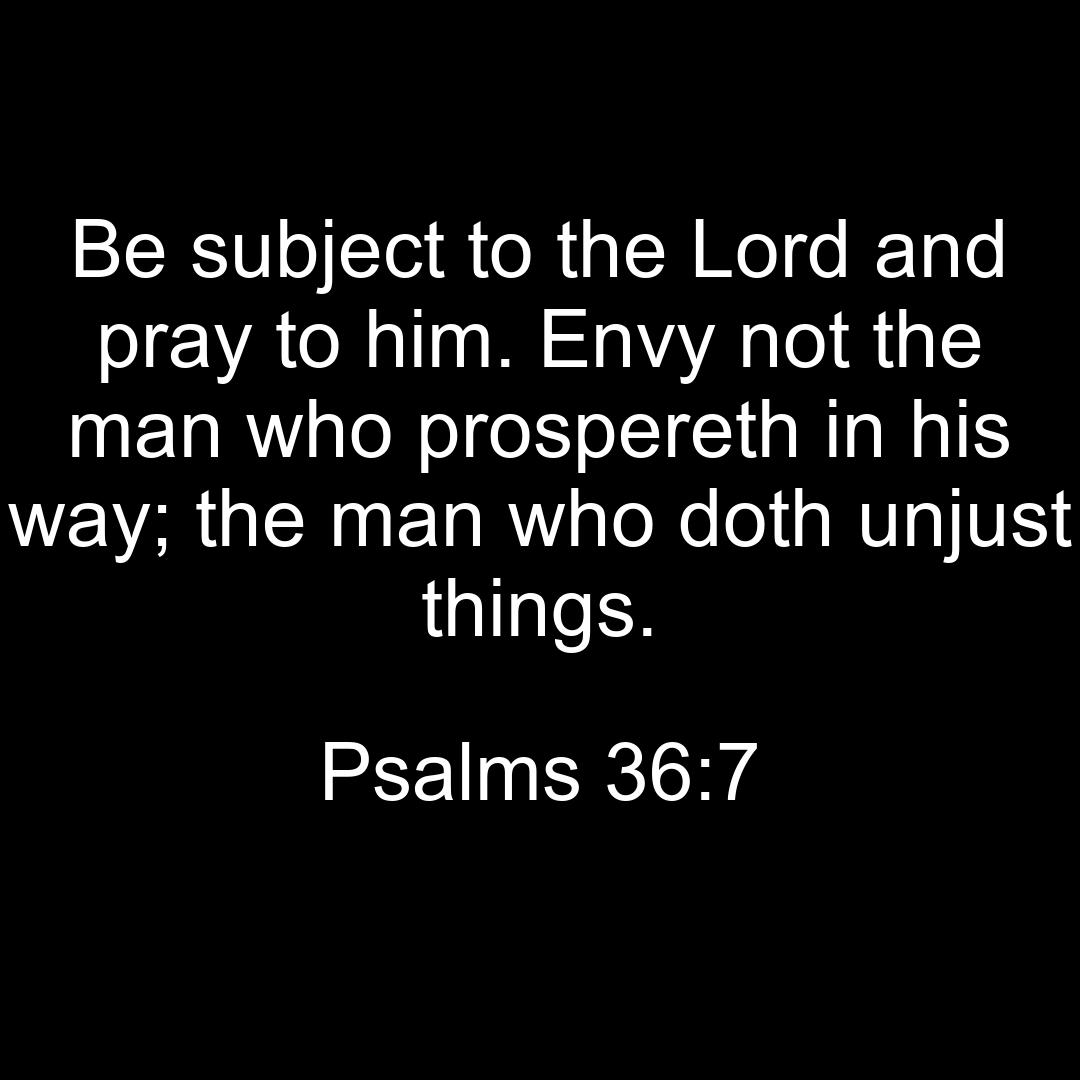 Be subject to the Lord and
pray to him. Envy not the
man who prospereth in his
way; the man who doth unjust
things.
Psalms 36:7